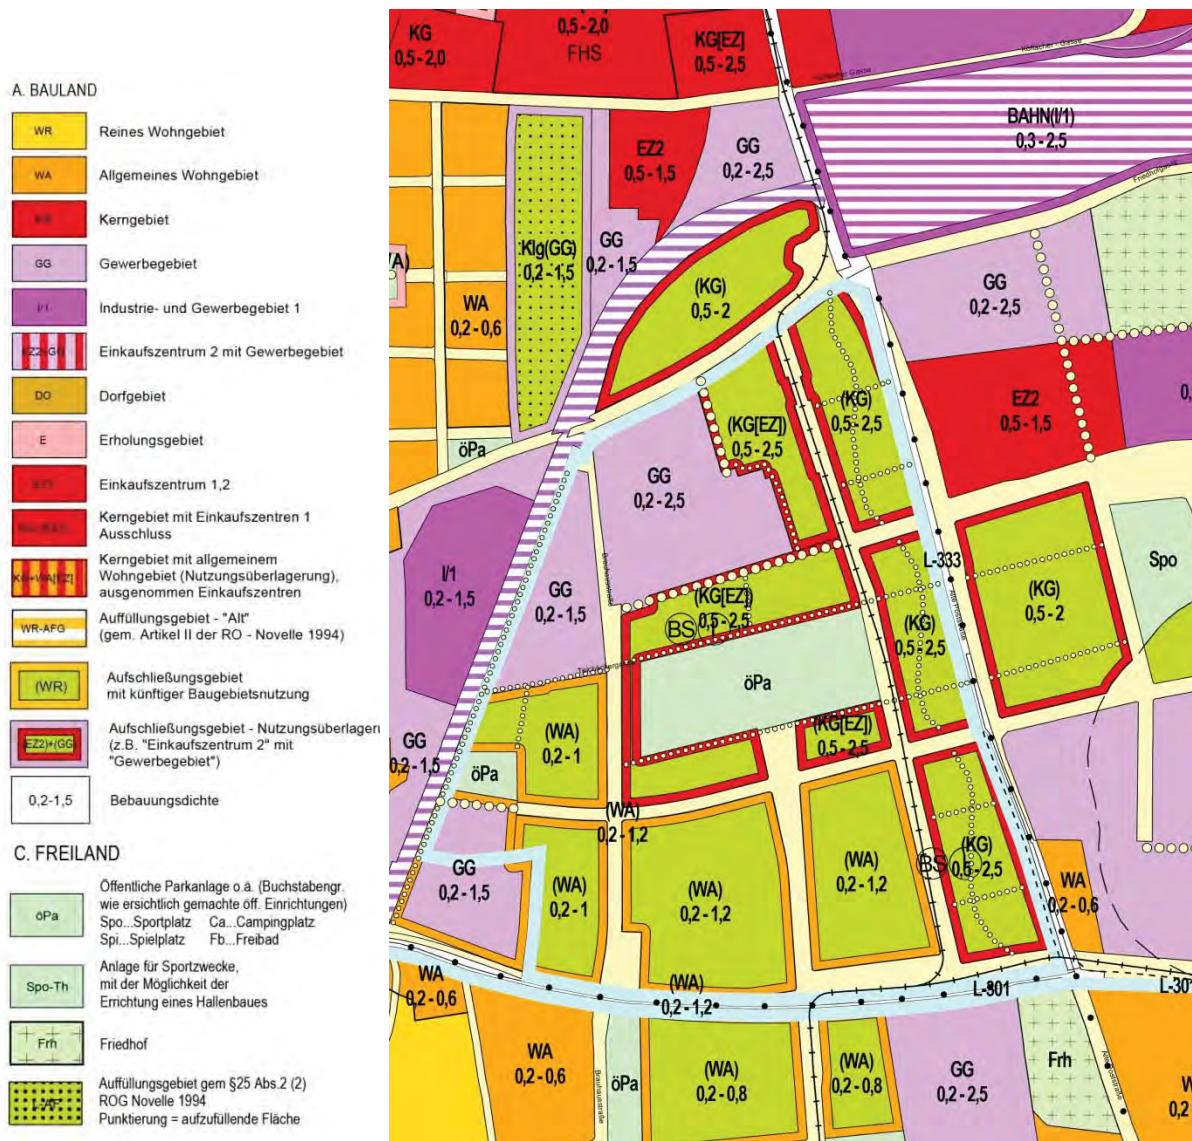 A. BAULAND
WR Reines Wohngebiet
WA Allgemeines Wohngebiet
KG Kerngebiet
GG Gewerbegebiet
I/1 Industrie- und Gewerbegebiet 1
Einkaufszentrum 2 mit Gewerbegebiet
DO Dorfgebiet
E Erholungsgebiet
Einkaufszentrum 1,2
Kerngebiet mit Einkaufszentren 1
Ausschluss
Kerngebiet mit allgemeinem
Wohngebiet (Nutzungsüberlagerung),
ausgenommen Einkaufszentren
WR-AFG
Auffüllungsgebiet - "Alt"
(gem. Artikel II der RO - Novelle 1994)
(WR)
Aufschließungsgebiet
mit künftiger Baugebietsnutzung
(EZ2)+(GG)
Aufschließungsgebiet - Nutzungsüberlagerun
(z.B. "Einkaufszentrum 2" mit
"Gewerbegebiet")
0,2-1,5 Bebauungsdichte
C. FREILAND
öPa
Öffentliche Parkanlage o.ä. (Buchstabengr.
wie ersichtlich gemachte öff. Einrichtungen)
Spo...Sportplatz Ca...Campingplatz
Spi...Spielplatz Fb...Freibad
Spo-Th
Anlage für Sportzwecke,
mit der Möglichkeit der
Errichtung eines Hallenbaues
Frh Friedhof
Auffüllungsgebiet gem §25 Abs.2 (2)
ROG Novelle 1994
Punktierung = aufzufüllende Fläche
KG
0,5-2,0
0,5-2,0
FHS
KG[EZ]
0,5-2,5
Köflacher - Gasse
BAHN(I/1)
0,3-2,5
EZ2
0,5-1,5
GG
0,2-2,5
Friedhofgasse
Klg(GG)
0,2-1,5
GG
0,2-1,5
A)
WA
0,2-0,6
(KG)
0,5-2
GG
0,2-2,5
EZ2
0,5-1,5
0,
(KG[EZ])
0,5-2,5
(KG)
0,5-2,5
öPa
GG
0,2-2,5
I/1
0,2-1,5
GG
0,2-1,5
L-333
Spo
(KG)
0,5-2
(KG[EZ])
0,5-2,5
BS
(KG)
0,5-2,5
öPa
(WA)
0,2-1
(KG[EZ])
0,5-2,5
GG
0,2-1,5
öPa
(WA)
0,2-1,2
(KG)
0,5-2,5
BS
(WA)
0,2-1,2
GG
0,2-1,5
(WA)
0,2-1
(WA)
0,2-1,2
WA
0,2-0,6
WA
0,2-0,6
(WA)
0,2-1,2
L-301
L-301
WA
0,2-0,6
öPa
Brauhausstraße
(WA)
0,2-0,8
(WA)
0,2-0,8
GG
0,2-2,5
Frh
W
0,2